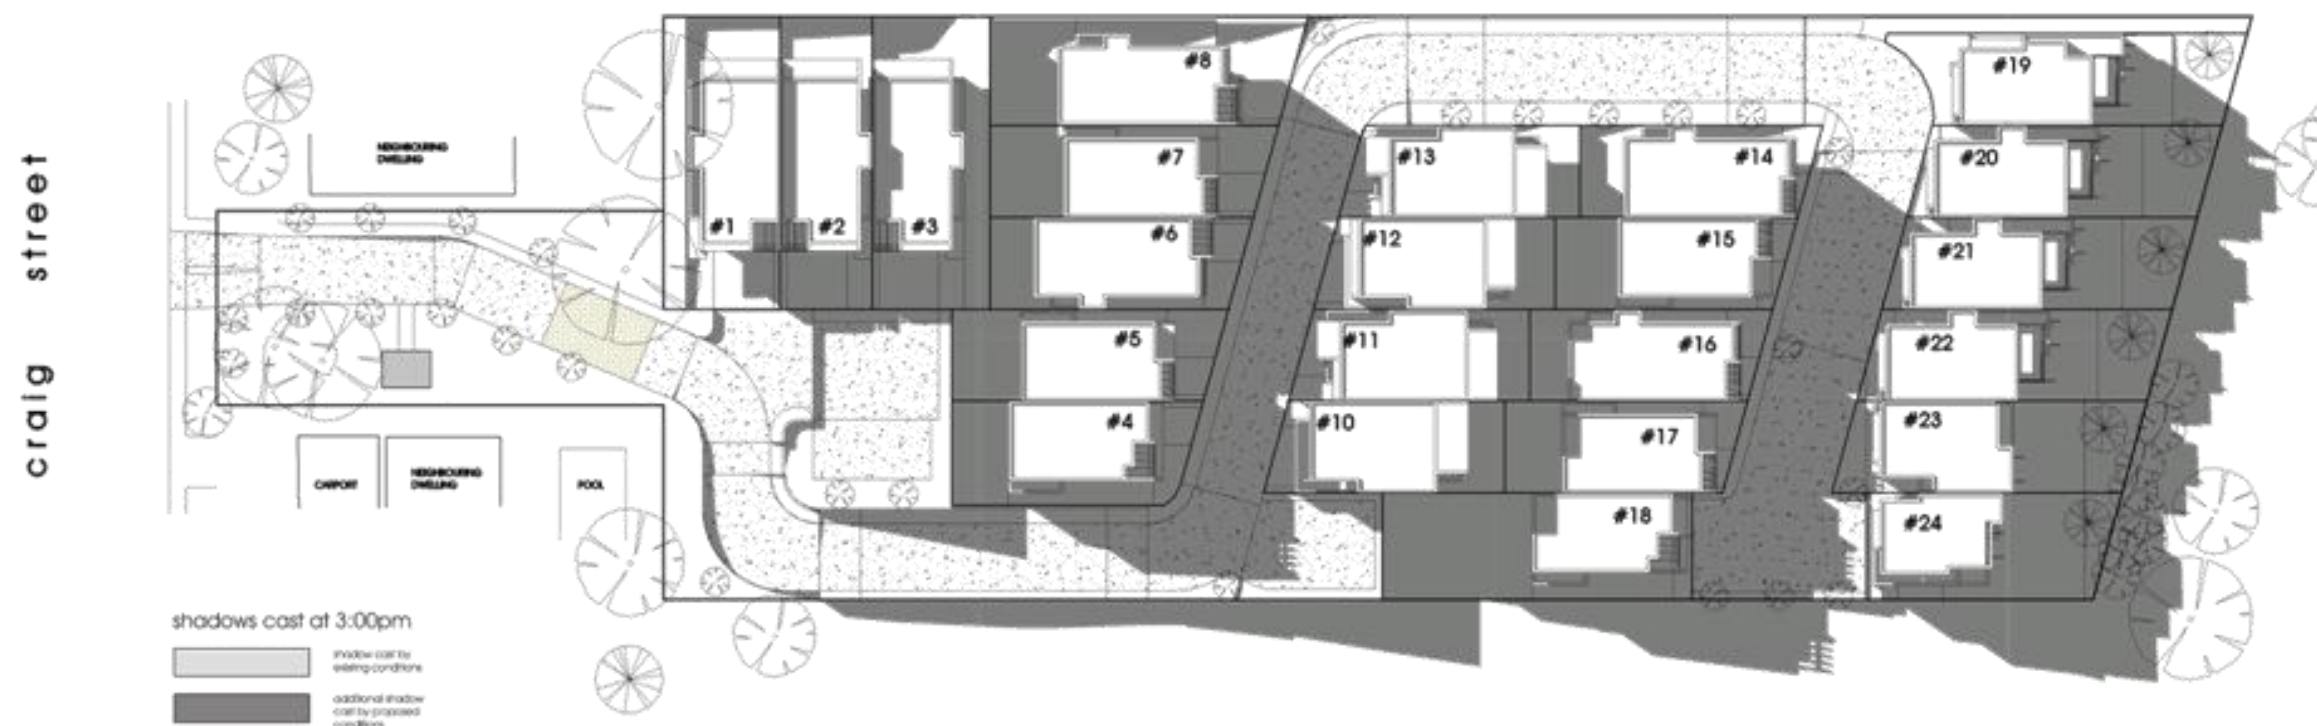 craig street
NEIGHBOURING
DWELLING
#1
#2
#3
#8
#7
#6
#5
#4
#13
#14
#12
#15
#11
#16
#10
#17
#18
#19
#20
#21
#22
#23
#24
CARPORT
NEIGHBOURING
DWELLING
POOL
shadows cast at 3:00pm
shadow cast by
existing conditions
additional shadow
cast by proposed
conditions